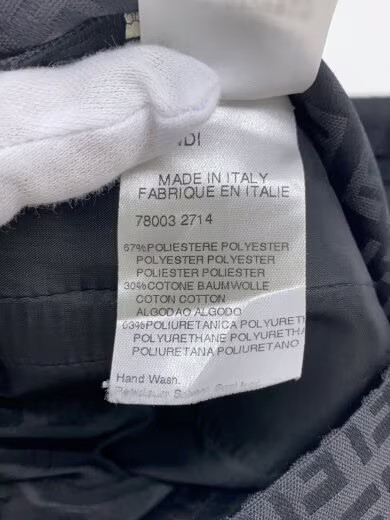 DI
MADE IN ITALY
FABRIQUE EN ITALIE
78003 2714
67%POLIESTERE POLYESTER
POLYESTER POLYESTER
POLIESTER POLIESTER
30%COTONE BAUMWOLLE
COTON COTTON
ALGODAO ALGODO
03%POLIURETANICA POLYURETH
POLYURETHANE POLYURETHA
POLIURETANA POLIURETANO
Hand Wash.